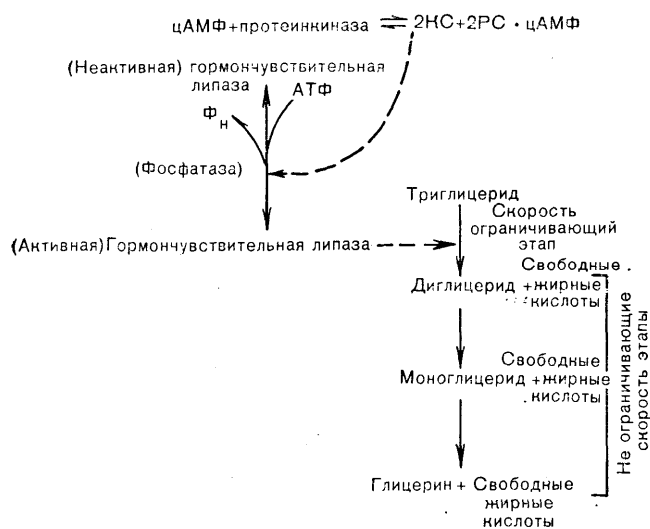 цАМФ+протеинкиназа ⇌ 2КС+2РС · цАМФ
(Неактивная) гормончувствительная
липаза
АТФ
Фн
(Фосфатаза)
Триглицерид
Скорость
ограничивающий
этап
(Активная)Гормончувствительная липаза
Свободные
Диглицерид +жирные
кислоты
Свободные
Моноглицерид +жирные
кислоты
Не ограничивающие
скорость этапы
Глицерин + Свободные
жирные
кислоты